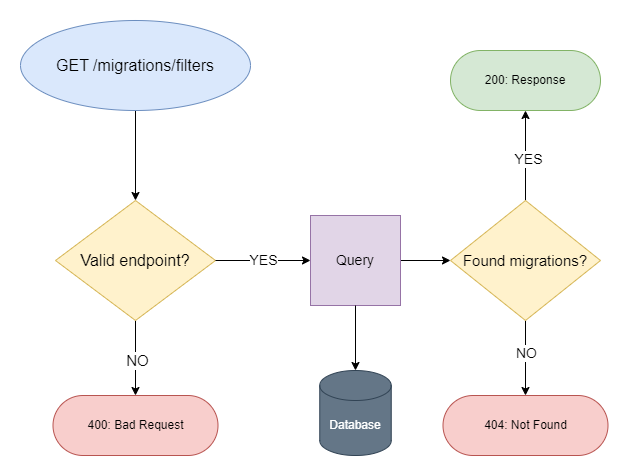 GET /migrations/filters
200: Response
YES
Valid endpoint?
YES
Query
Found migrations?
NO
NO
400: Bad Request
Database
404: Not Found